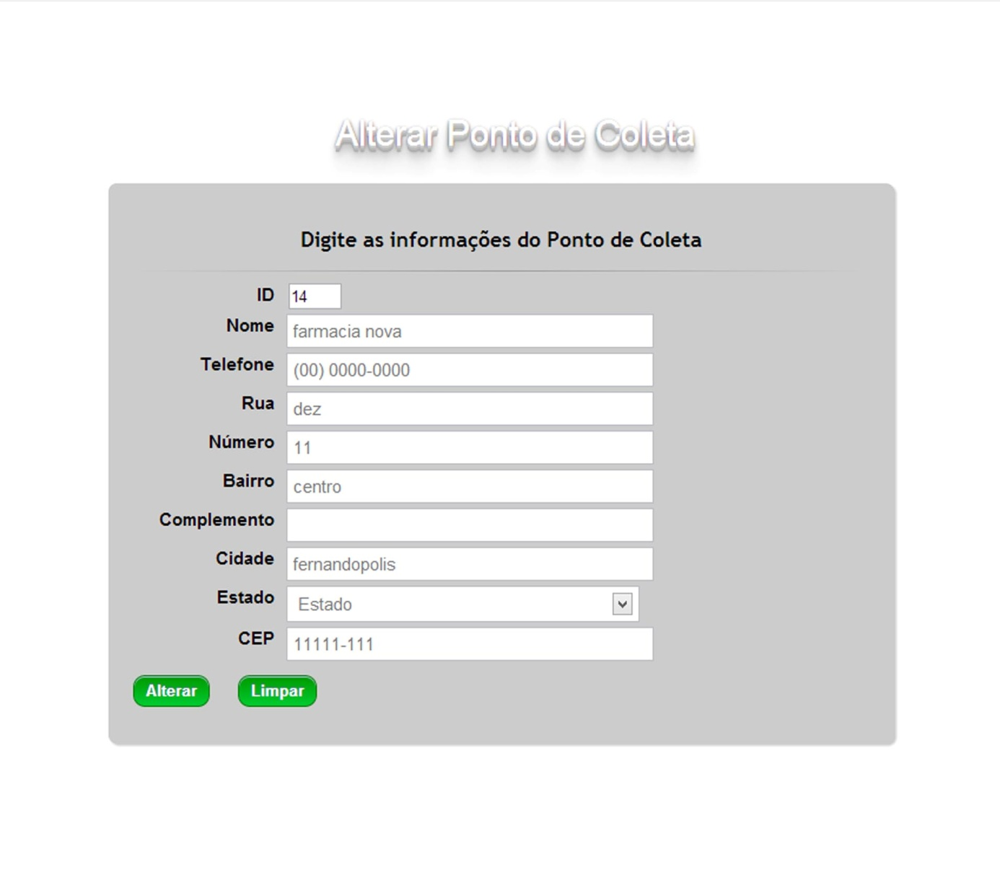 Alterar Ponto de Coleta
Digite as informações do Ponto de Coleta
ID 14
Nome farmacia nova
Telefone (00) 0000-0000
Rua dez
Número 11
Bairro centro
Complemento
Cidade fernandopolis
Estado Estado
CEP 11111-111
Alterar Limpar